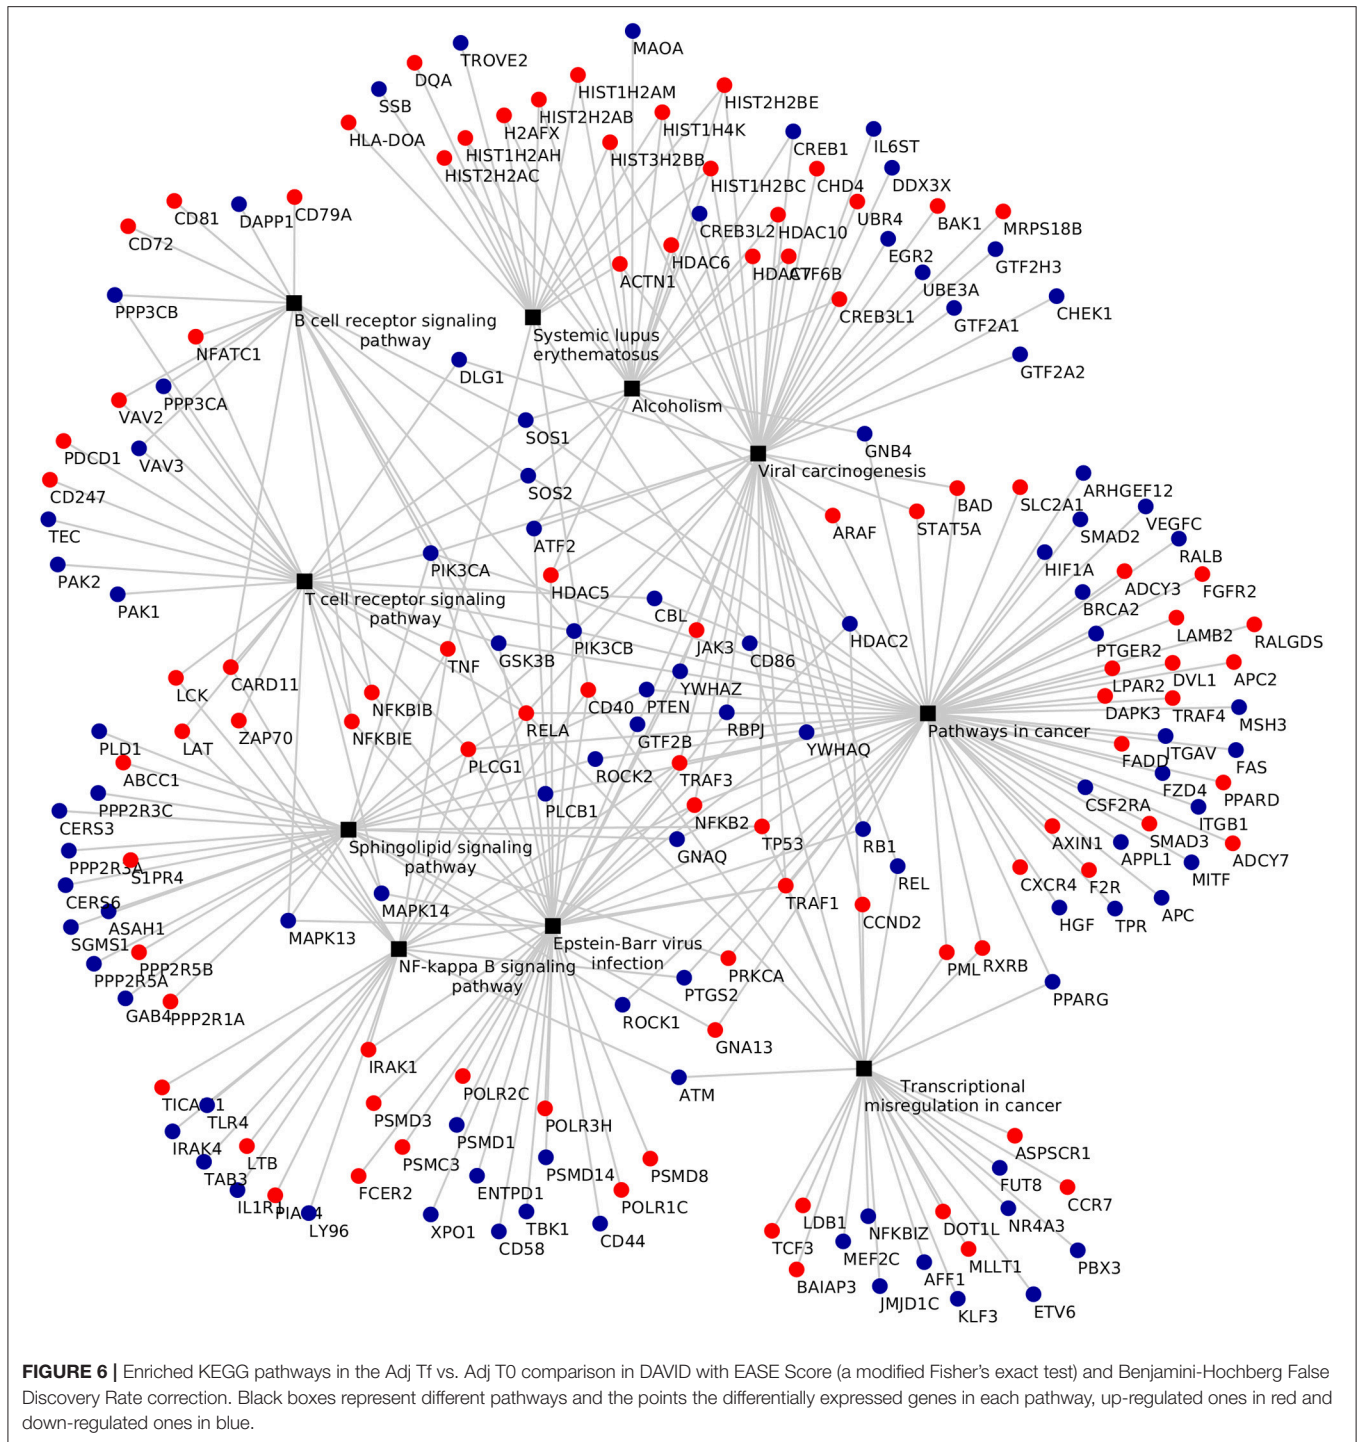 MAOA
TROVE2
DQA
SSB
HIST1H2AM
HIST2H2BE
HIST2H2AB
H2AFX
HIST1H4K
HLA-DOA
HIST1H2AH
HIST3H2BB
HIST2H2AC
CREB1
IL6ST
HIST1H2BC
CHD4
DDX3X
CD81
DAPP1
CD79A
CD72
CREB3L2
HDAC10
UBR4
BAK1
MRPS18B
HDAC6
EGR2
GTF2H3
ACTN1
HDAC7
ATF6B
UBE3A
PPP3CB
B cell receptor signaling
pathway
Systemic lupus
erythematosus
CREB3L1
GTF2A1
CHEK1
NFATC1
DLG1
GTF2A2
PPP3CA
Alcoholism
VAV2
SOS1
GNB4
PDCD1
VAV3
Viral carcinogenesis
CD247
SOS2
BAD
SLC2A1
ARHGEF12
TEC
ATF2
ARAF
STAT5A
VEGFC
SMAD2
RALB
PAK2
PIK3CA
HIF1A
PAK1
T cell receptor signaling
pathway
HDAC5
ADCY3
FGFR2
CBL
BRCA2
HDAC2
LAMB2
RALGDS
TNF
GSK3B
PIK3CB
JAK3
CD86
PTGER2
LCK
CARD11
YWHAZ
LPAR2
DVL1
APC2
NFKBIB
CD40
PTEN
DAPK3
TRAF4
MSH3
LAT
ZAP70
NFKBIE
RELA
GTF2B
RBPJ
YWHAQ
Pathways in cancer
PLD1
FADD
ITGAV
FAS
ABCC1
PLCG1
ROCK2
TRAF3
FZD4
PPARD
PPP2R3C
PLCB1
NFKB2
CSF2RA
ITGB1
CERS3
Sphingolipid signaling
pathway
GNAQ
TP53
RB1
AXIN1
SMAD3
APPL1
ADCY7
PPP2R3A
S1PR4
REL
CXCR4
F2R
MITF
CERS6
ASAH1
MAPK14
TRAF1
CCND2
HGF
TPR
APC
SGMS1
MAPK13
Epstein-Barr virus
infection
PPP2R5B
NF-kappa B signaling
pathway
PRKCA
PML
RXRB
PPP2R5A
PTGS2
PPARG
GAB4
PPP2R1A
ROCK1
GNA13
IRAK1
ATM
Transcriptional
misregulation in cancer
POLR2C
TLR4
PSMD3
POLR3H
IRAK4
PSMD1
ASPSCR1
LTB
PSMC3
TAB3
PSMD14
PSMD8
FUT8
FCER2
ENTPD1
CCR7
IL1R1
POLR1C
LDB1
NR4A3
LY96
XPO1
TBK1
NFKBIZ
DOT1L
CD58
CD44
TCF3
MEF2C
MLLT1
PBX3
BAIAP3
AFF1
JMJD1C
KLF3
ETV6
FIGURE 6 | Enriched KEGG pathways in the Adj Tf vs. Adj T0 comparison in DAVID with EASE Score (a modified Fisher's exact test) and Benjamini-Hochberg False
Discovery Rate correction. Black boxes represent different pathways and the points the differentially expressed genes in each pathway, up-regulated ones in red and
down-regulated ones in blue.